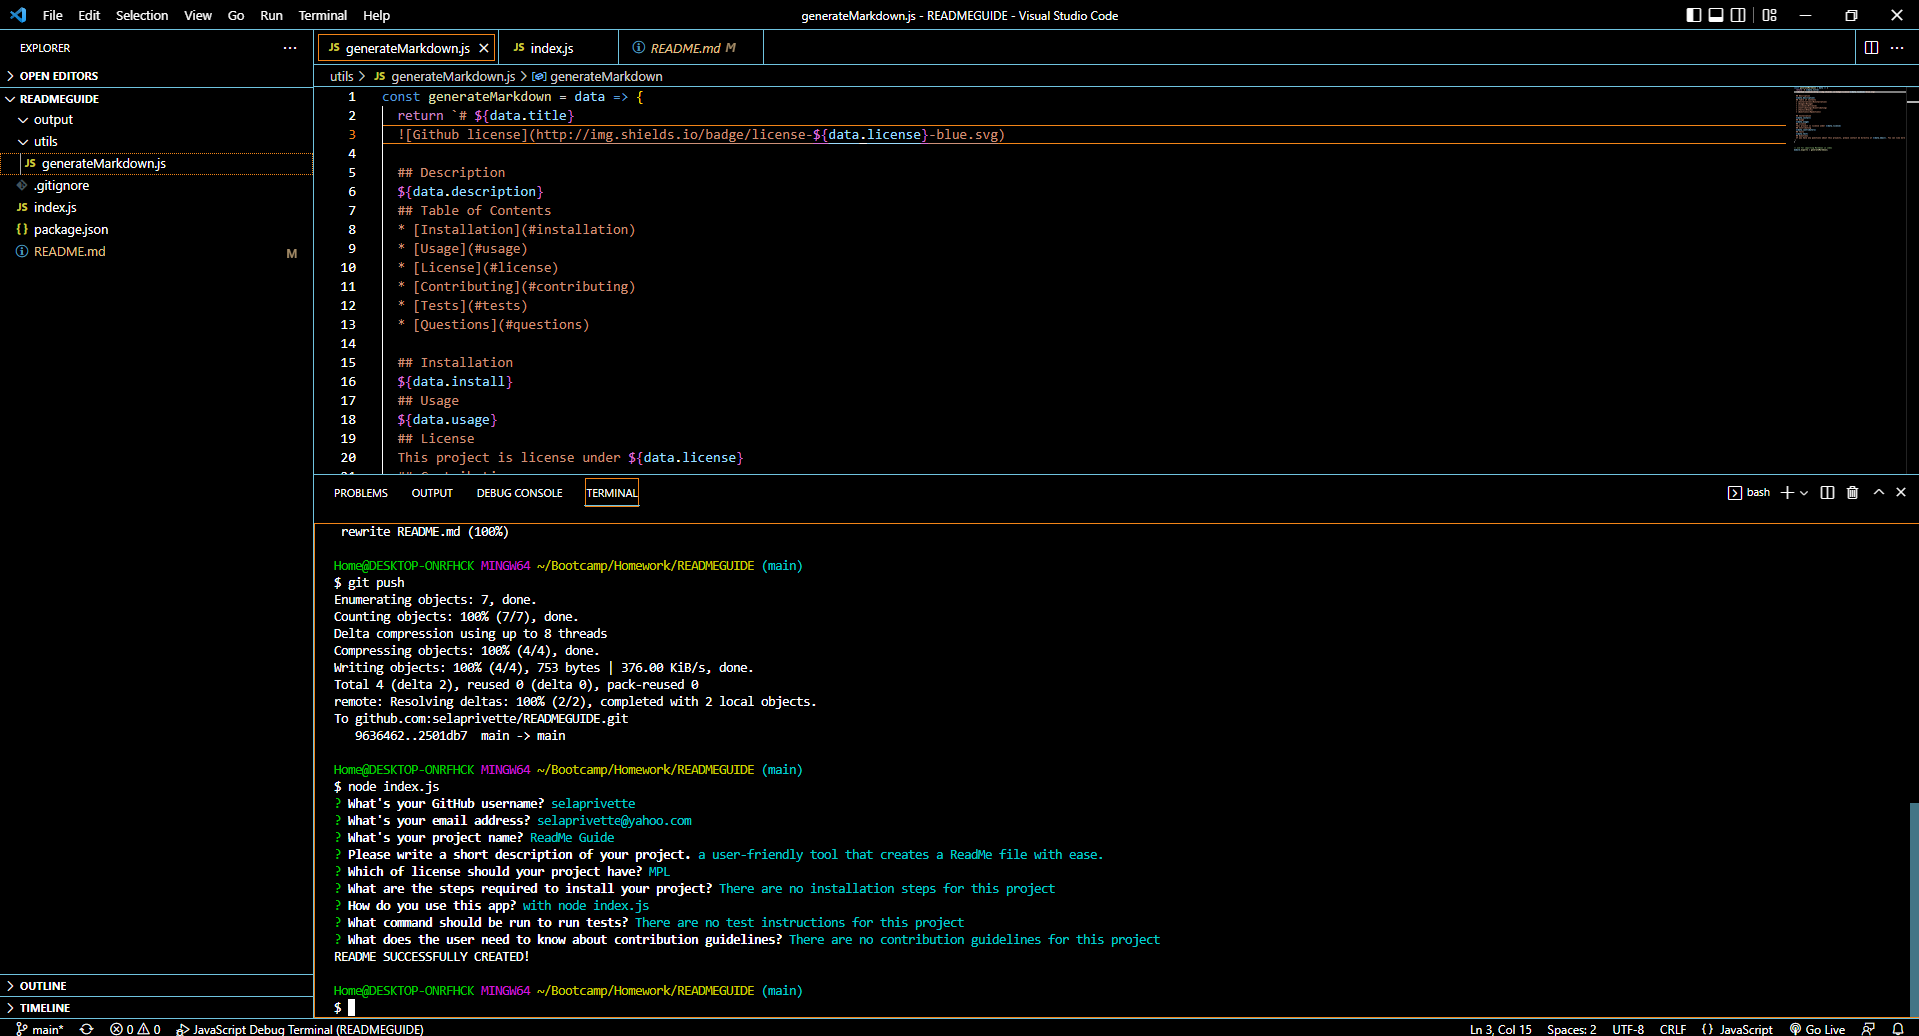 File Edit Selection View Go Run Terminal Help
generateMarkdown.js - READMEGUIDE - Visual Studio Code
EXPLORER
OPEN EDITORS
READMEGUIDE
output
utils
JS generateMarkdown.js
.gitignore
JS index.js
{} package.json
README.md M
OUTLINE
TIMELINE
JS generateMarkdown.js
JS index.js
README.md M
utils > JS generateMarkdown.js > generateMarkdown
1 const generateMarkdown = data => {
2 return `# ${data.title}
3 ![Github license](http://img.shields.io/badge/license-${data.license}-blue.svg)
4
5 ## Description
6 ${data.description}
7 ## Table of Contents
8 * [Installation](#installation)
9 * [Usage](#usage)
10 * [License](#license)
11 * [Contributing](#contributing)
12 * [Tests](#tests)
13 * [Questions](#questions)
14
15 ## Installation
16 ${data.install}
17 ## Usage
18 ${data.usage}
19 ## License
20 This project is license under ${data.license}
PROBLEMS OUTPUT DEBUG CONSOLE TERMINAL
bash
rewrite README.md (100%)
Home@DESKTOP-ONRFHCK MINGW64 ~/Bootcamp/Homework/READMEGUIDE (main)
$ git push
Enumerating objects: 7, done.
Counting objects: 100% (7/7), done.
Delta compression using up to 8 threads
Compressing objects: 100% (4/4), done.
Writing objects: 100% (4/4), 753 bytes | 376.00 KiB/s, done.
Total 4 (delta 2), reused 0 (delta 0), pack-reused 0
remote: Resolving deltas: 100% (2/2), completed with 2 local objects.
To github.com:selaprivette/READMEGUIDE.git
9636462..2501db7 main -> main
Home@DESKTOP-ONRFHCK MINGW64 ~/Bootcamp/Homework/READMEGUIDE (main)
$ node index.js
? What's your GitHub username? selaprivette
? What's your email address? selaprivette@yahoo.com
? What's your project name? ReadMe Guide
? Please write a short description of your project. a user-friendly tool that creates a ReadMe file with ease.
? Which of license should your project have? MPL
? What are the steps required to install your project? There are no installation steps for this project
? How do you use this app? with node index.js
? What command should be run to run tests? There are no test instructions for this project
? What does the user need to know about contribution guidelines? There are no contribution guidelines for this project
README SUCCESSFULLY CREATED!
Home@DESKTOP-ONRFHCK MINGW64 ~/Bootcamp/Homework/READMEGUIDE (main)
$
main* 0 0 JavaScript Debug Terminal (READMEGUIDE)
Ln 3, Col 15 Spaces: 2 UTF-8 CRLF {} JavaScript Go Live